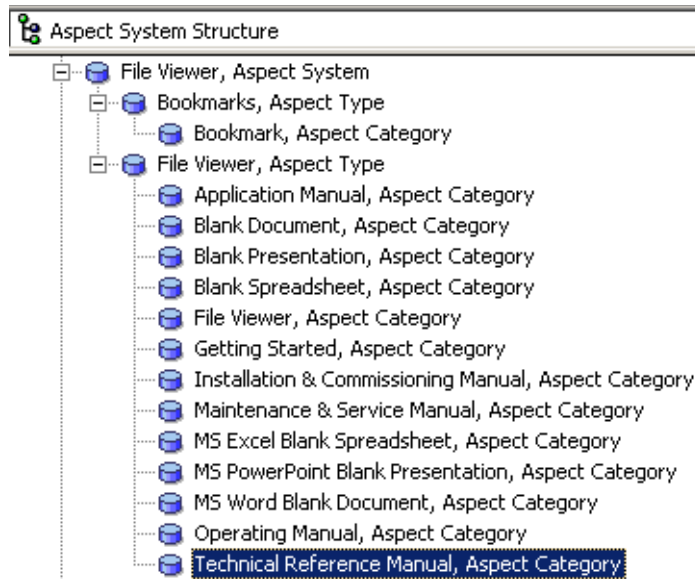 Aspect System Structure
File Viewer, Aspect System
Bookmarks, Aspect Type
Bookmark, Aspect Category
File Viewer, Aspect Type
Application Manual, Aspect Category
Blank Document, Aspect Category
Blank Presentation, Aspect Category
Blank Spreadsheet, Aspect Category
File Viewer, Aspect Category
Getting Started, Aspect Category
Installation & Commissioning Manual, Aspect Category
Maintenance & Service Manual, Aspect Category
MS Excel Blank Spreadsheet, Aspect Category
MS PowerPoint Blank Presentation, Aspect Category
MS Word Blank Document, Aspect Category
Operating Manual, Aspect Category
Technical Reference Manual, Aspect Category